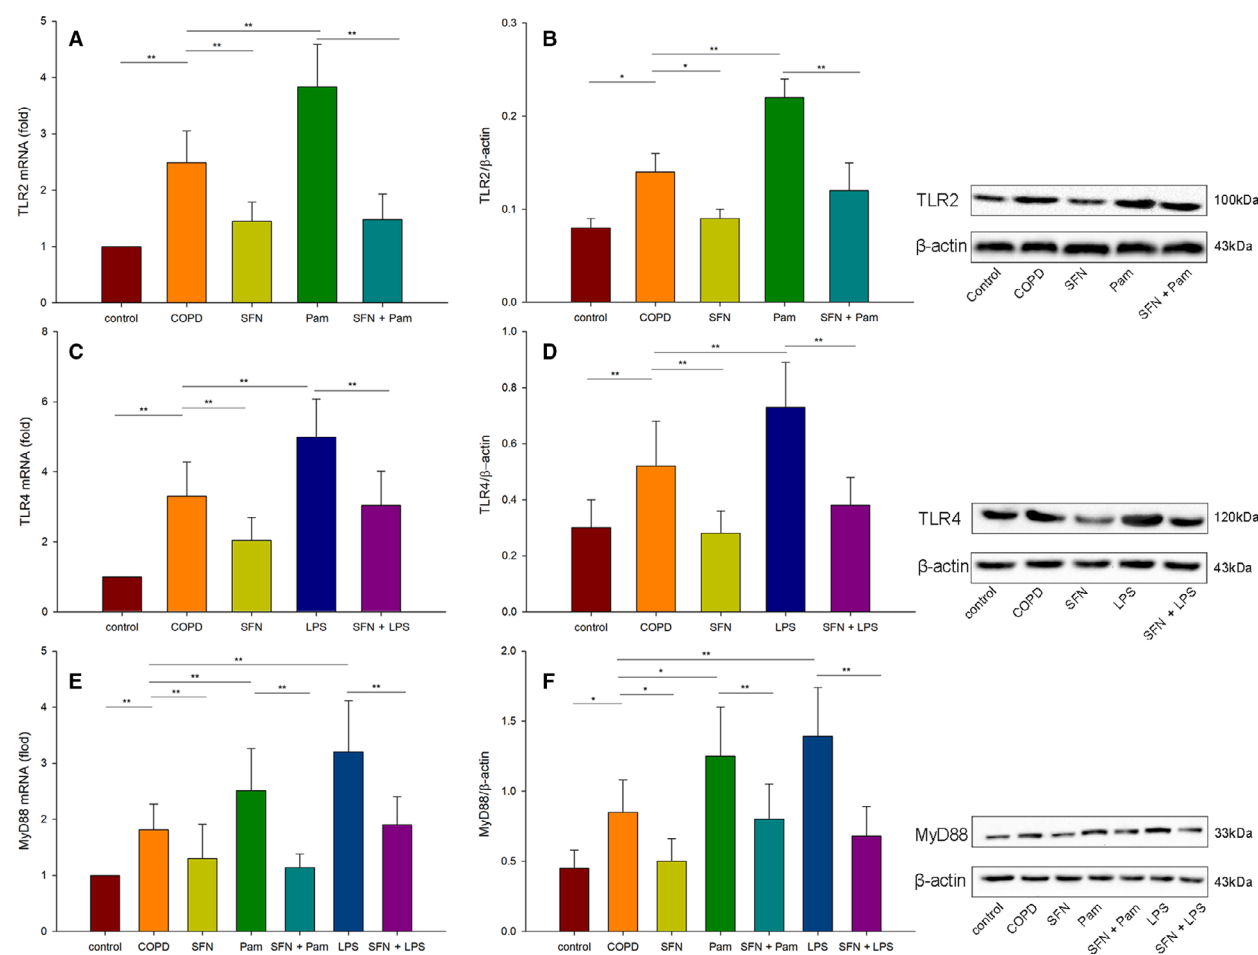 A
TLR2 mRNA (fold)
5
4
3
2
1
0
** ** ** **
control COPD SFN Pam SFN + Pam
B
TLR2/β-actin
0.3
0.2
0.1
0.0
* * ** **
control COPD SFN Pam SFN + Pam
TLR2 100kDa
β-actin 43kDa
Control COPD SFN Pam SFN + Pam
C
TLR4 mRNA (fold)
8
6
4
2
0
** ** ** **
control COPD SFN LPS SFN + LPS
D
TLR4/β-actin
1.0
0.8
0.6
0.4
0.2
0.0
** ** ** **
control COPD SFN LPS SFN + LPS
TLR4 120kDa
β-actin 43kDa
control COPD SFN LPS SFN + LPS
E
MyD88 mRNA (flod)
5
4
3
2
1
0
** ** ** ** ** **
control COPD SFN Pam SFN + Pam LPS SFN + LPS
F
MyD88/β-actin
2.0
1.5
1.0
0.5
0.0
* * * ** ** **
control COPD SFN Pam SFN + Pam LPS SFN + LPS
MyD88 33kDa
β-actin 43kDa
control COPD SFN Pam SFN + Pam LPS SFN + LPS